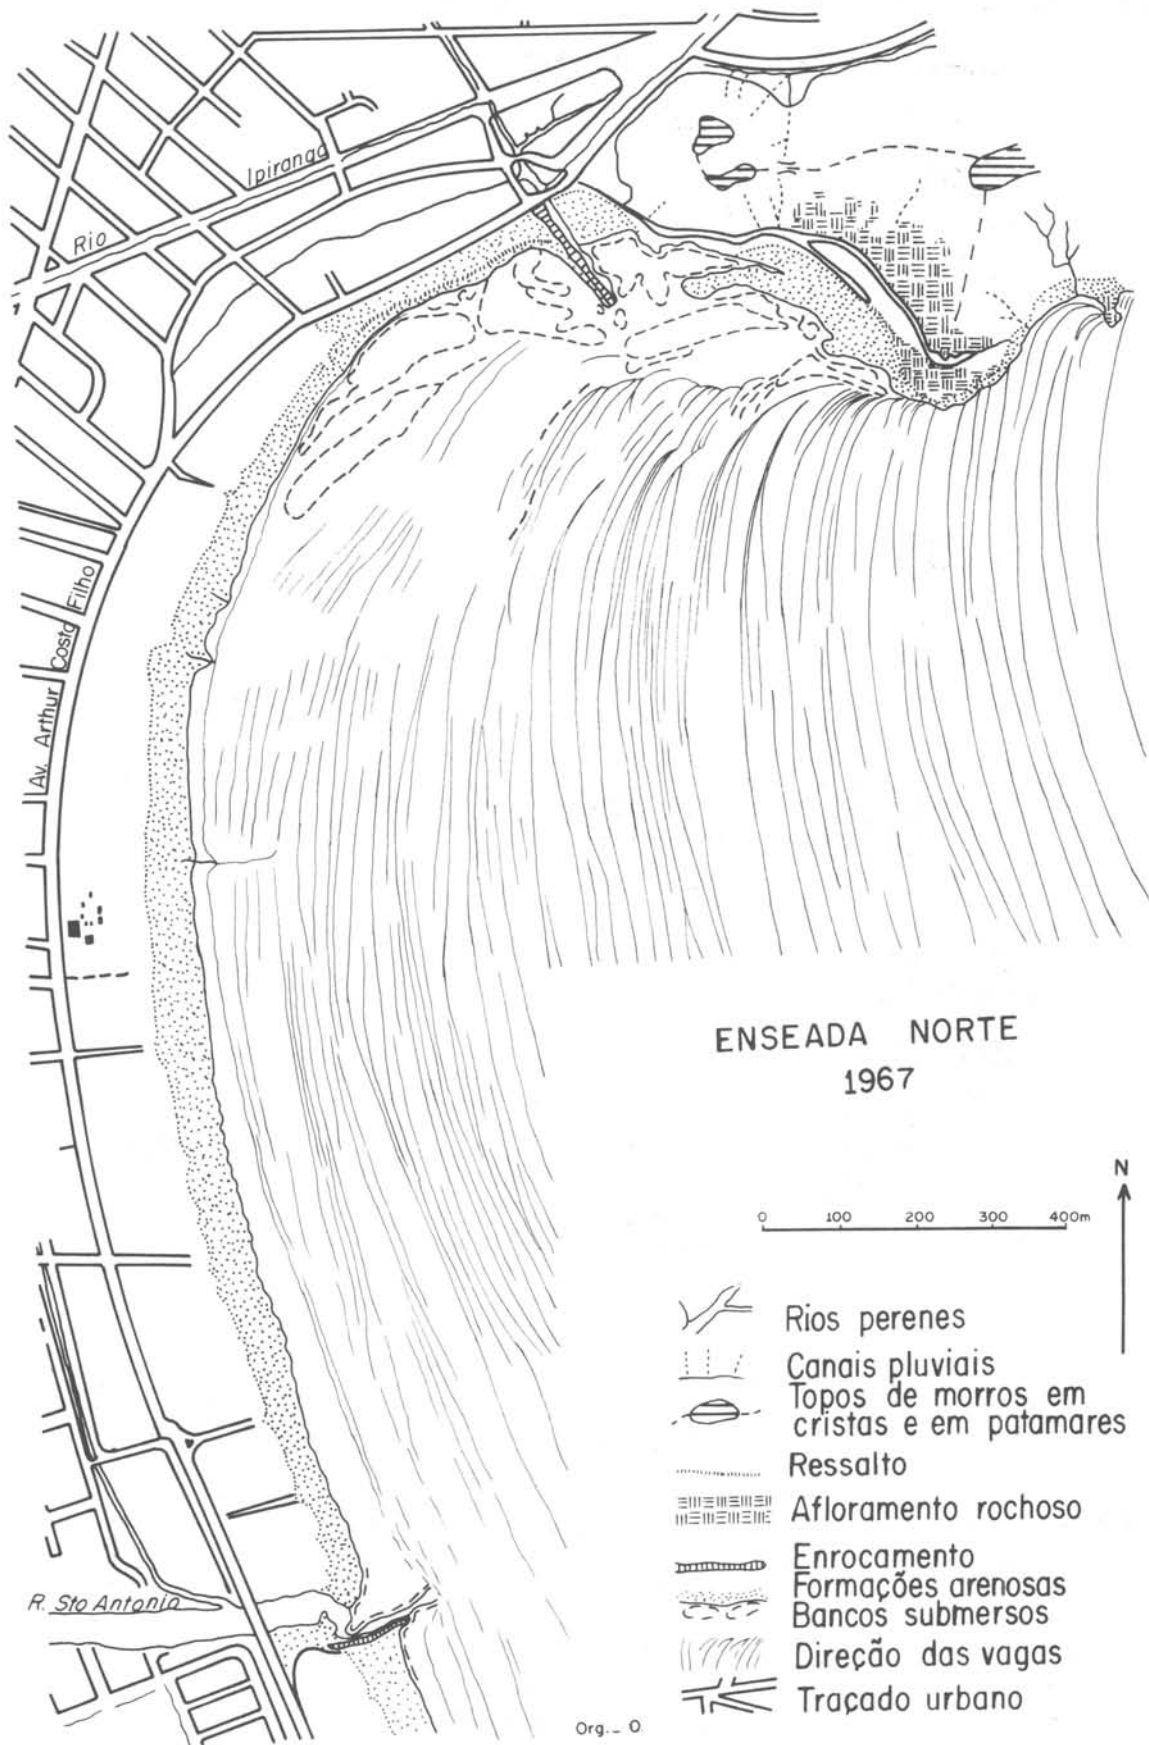 Ipiranga
Rio
Av. Arthur Costa Filho
ENSEADA NORTE
1967
N
0 100 200 300 400m
Rios perenes
Canais pluviais
Topos de morros em
cristas e em patamares
Ressalto
Afloramento rochoso
Enrocamento
Formações arenosas
Bancos submersos
R. Sto Antonio
Direção das vagas
Traçado urbano
Org._ O.